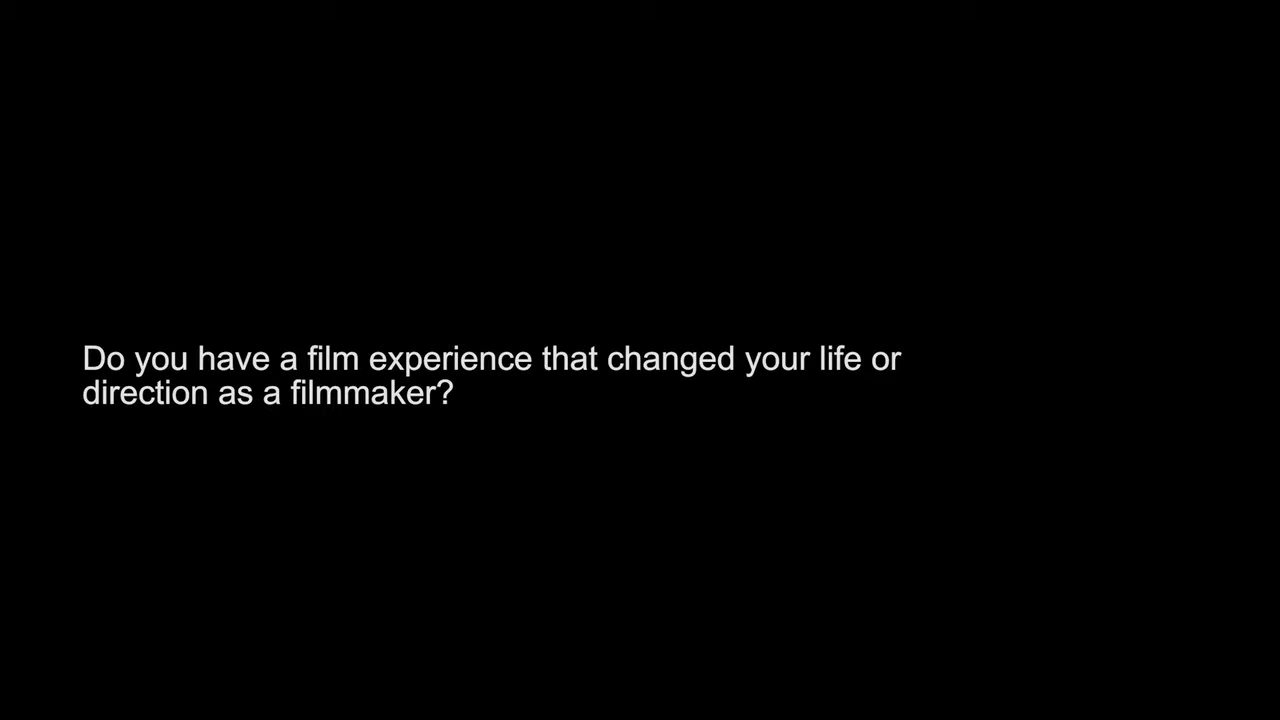 Do you have a film experience that changed your life or
direction as a filmmaker?